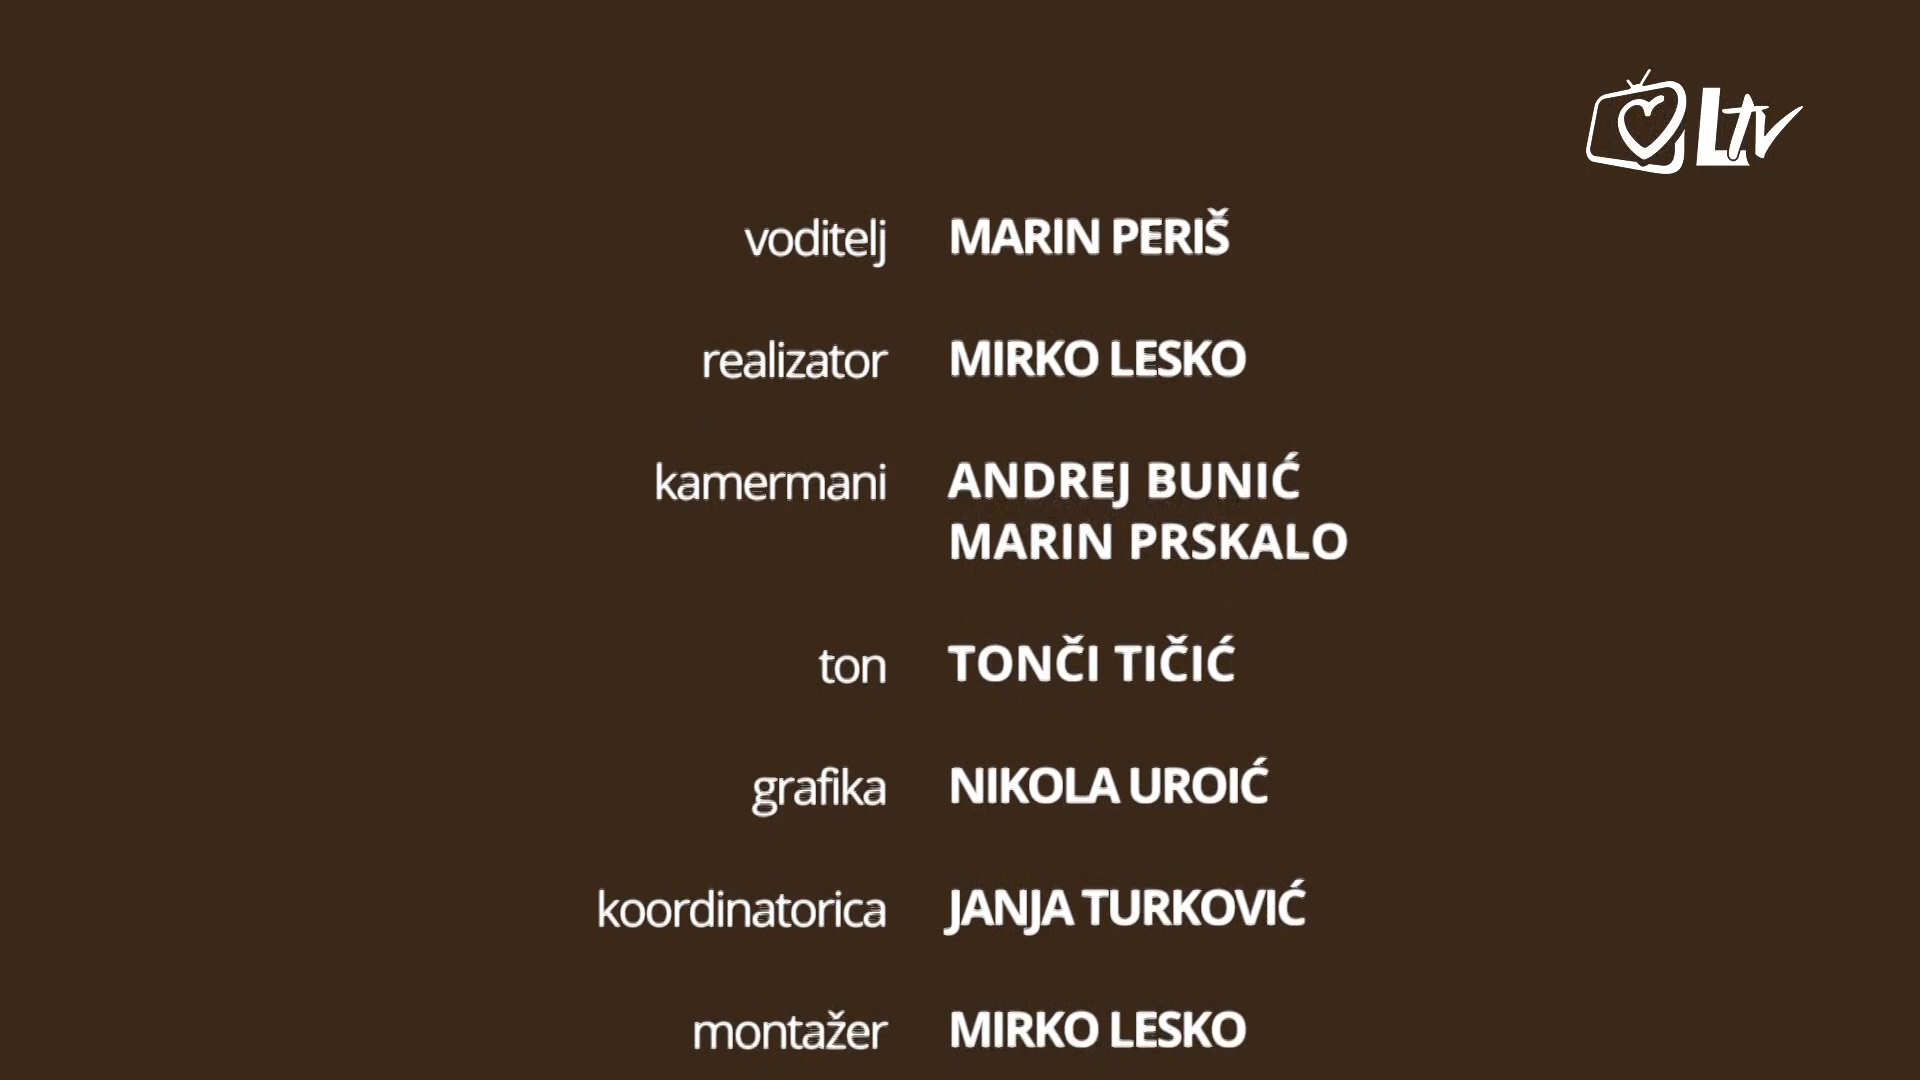 LTV
voditelj MARIN PERIŠ
realizator MIRKO LESKO
kamermani ANDREJ BUNIĆ
MARIN PRSKALO
ton TONČI TIČIĆ
grafika NIKOLA UROIĆ
koordinatorica JANJA TURKOVIĆ
montažer MIRKO LESKO